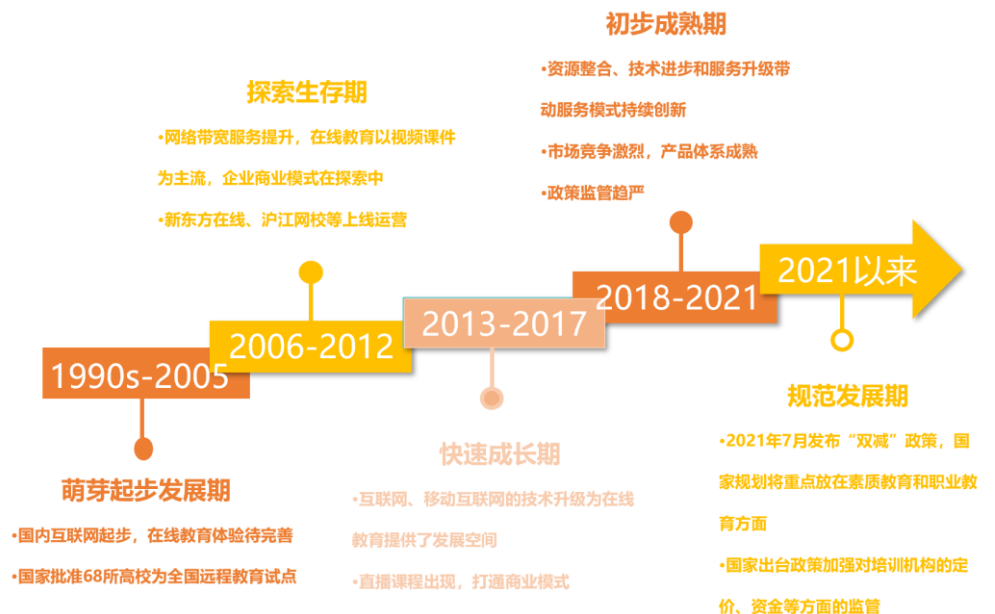 初步成熟期
•资源整合、技术进步和服务升级带
动服务模式持续创新
•市场竞争激烈，产品体系成熟
•政策监管趋严
探索生存期
•网络带宽服务提升，在线教育以视频课件
为主流，企业商业模式在探索中
•新东方在线、沪江网校等上线运营
1990s-2005
2006-2012
2013-2017
2018-2021
2021以来
萌芽起步发展期
•国内互联网起步，在线教育体验待完善
•国家批准68所高校为全国远程教育试点
快速成长期
•互联网、移动互联网的技术升级为在线
教育提供了发展空间
•直播课程出现，打通商业模式
规范发展期
•2021年7月发布“双减”政策，国
家规划将重点放在素质教育和职业教
育方面
•国家出台政策加强对培训机构的定
价、资金等方面的监管